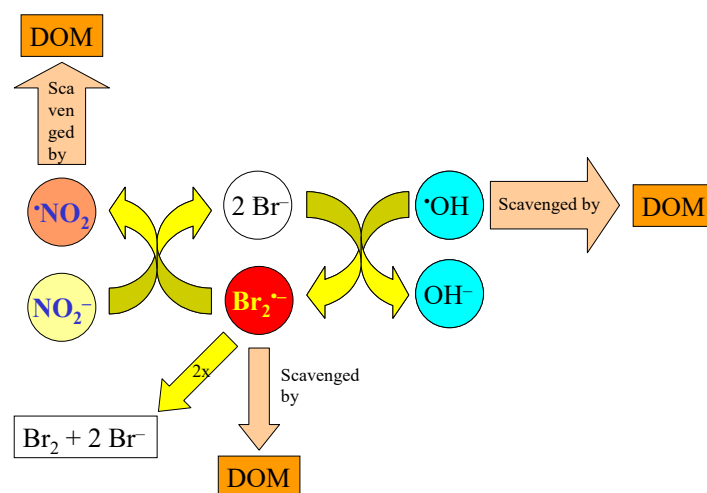 DOM
Sca
ven
ged
by
•NO₂
2 Br⁻
•OH
Scavenged by
DOM
NO₂⁻
Br₂•⁻
OH⁻
2x
Scavenged
by
Br₂ + 2 Br⁻
DOM